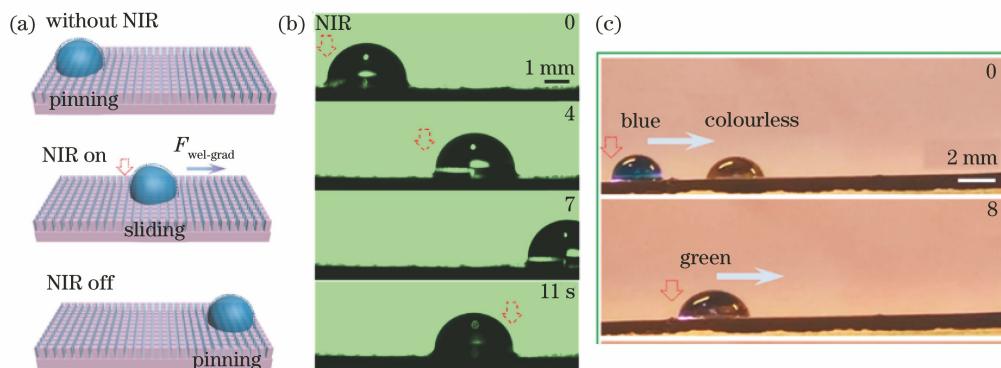 (a)
without NIR
pinning
NIR on
F wel-grad
sliding
NIR off
pinning
(b)
NIR
0
1 mm
4
7
11 s
(c)
0
blue
colourless
2 mm
8
green